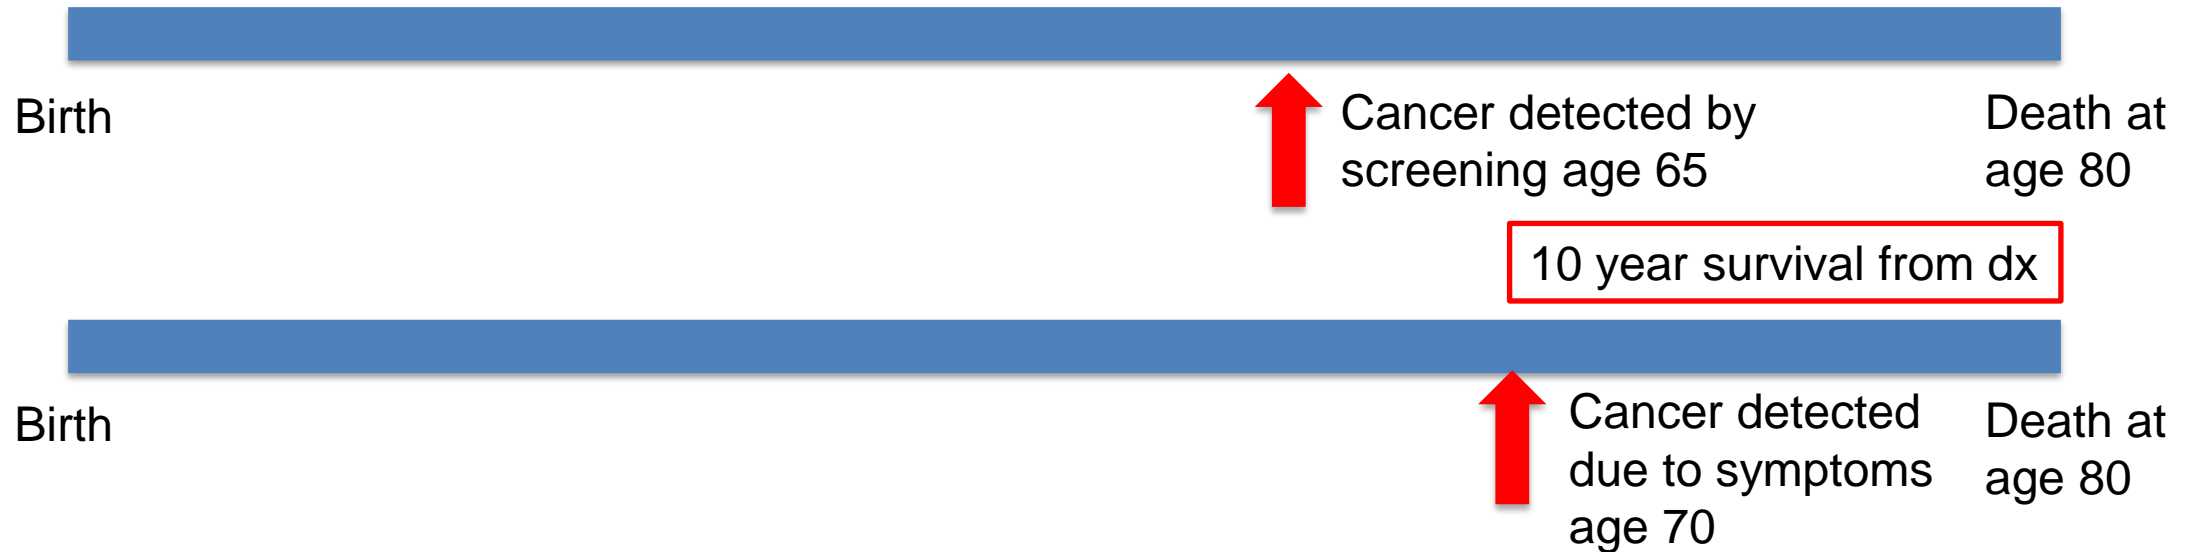 Birth
Cancer detected by
screening age 65
Death at
age 80
10 year survival from dx
Birth
Cancer detected
due to symptoms
age 70
Death at
age 80